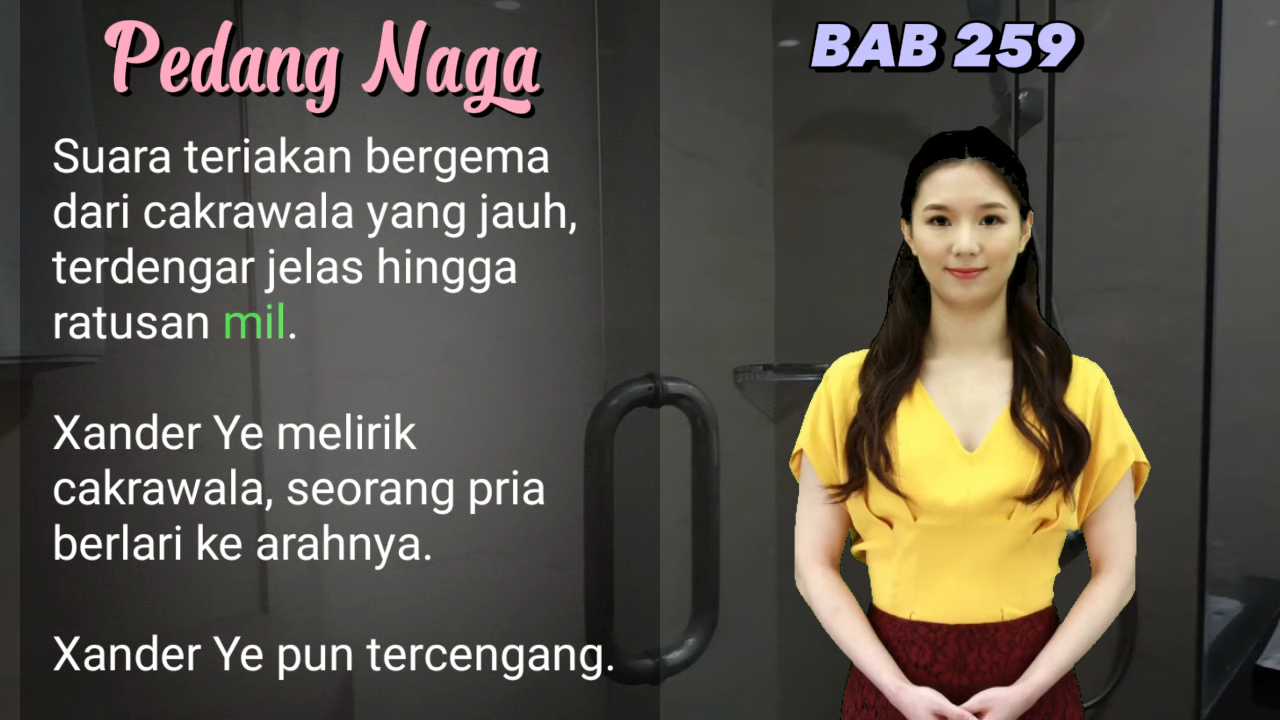 Pedang Naga
BAB 259
Suara teriakan bergema
dari cakrawala yang jauh,
terdengar jelas hingga
ratusan mil.
Xander Ye melirik
cakrawala, seorang pria
berlari ke arahnya.
Xander Ye pun tercengang.